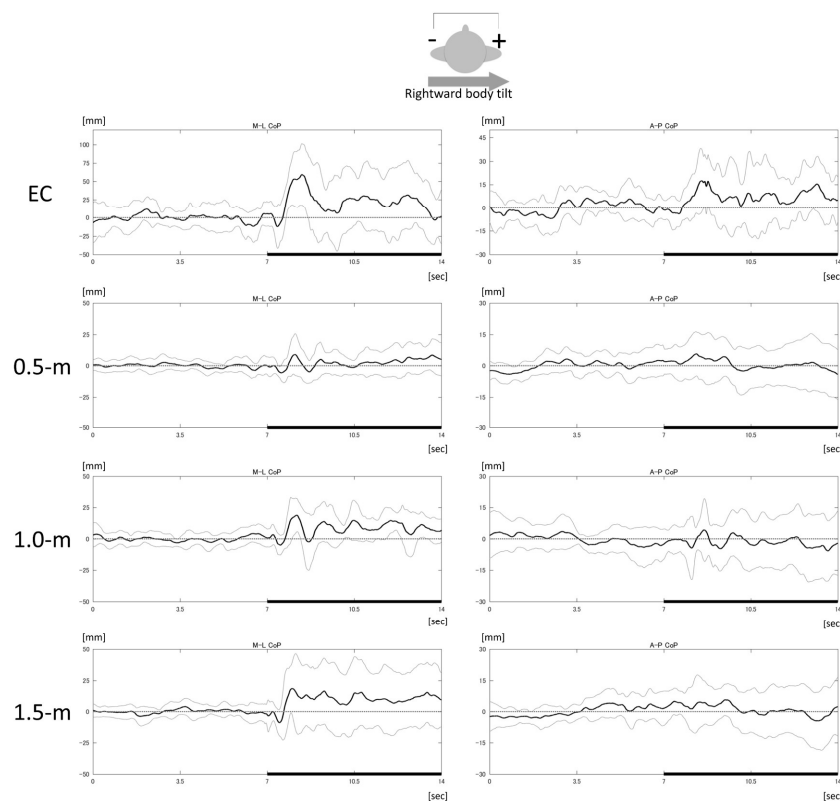 - +
Rightward body tilt
EC
[mm]
M-L CoP
100
75
50
25
0
-25
-50
0 3.5 7 10.5 14
[sec]
[mm]
A-P CoP
45
30
15
0
-15
-30
0 3.5 7 10.5 14
[sec]
0.5-m
[mm]
M-L CoP
50
25
0
-25
-50
0 3.5 7 10.5 14
[sec]
[mm]
A-P CoP
30
15
0
-15
-30
0 3.5 7 10.5 14
[sec]
1.0-m
[mm]
M-L CoP
50
25
0
-25
-50
0 3.5 7 10.5 14
[sec]
[mm]
A-P CoP
30
15
0
-15
-30
0 3.5 7 10.5 14
[sec]
1.5-m
[mm]
M-L CoP
50
25
0
-25
-50
0 3.5 7 10.5 14
[sec]
[mm]
A-P CoP
30
15
0
-15
-30
0 3.5 7 10.5 14
[sec]